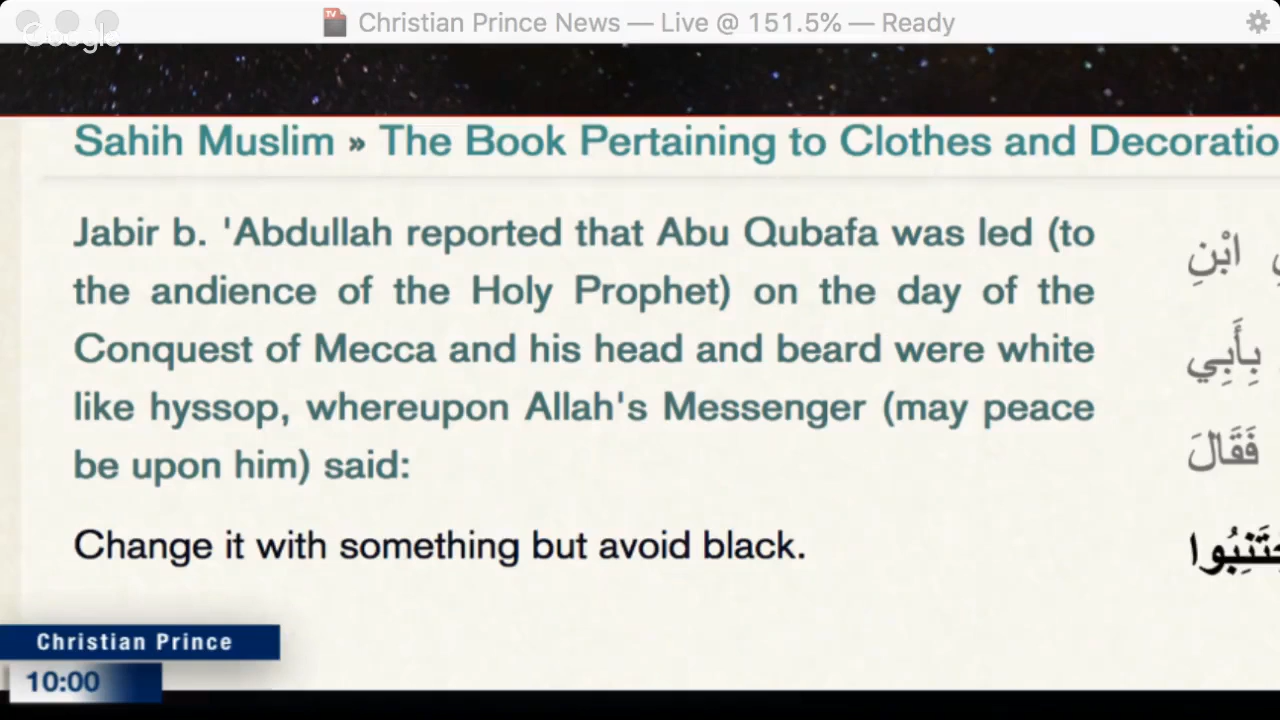 Christian Prince News — Live @ 151.5% — Ready
Google
Sahih Muslim » The Book Pertaining to Clothes and Decoratio
Jabir b. 'Abdullah reported that Abu Qubafa was led (to
the andience of the Holy Prophet) on the day of the
Conquest of Mecca and his head and beard were white
like hyssop, whereupon Allah's Messenger (may peace
be upon him) said:
Change it with something but avoid black.
ابْنِ
بِأَبِي
فَقَالَ
Christian Prince
10:00